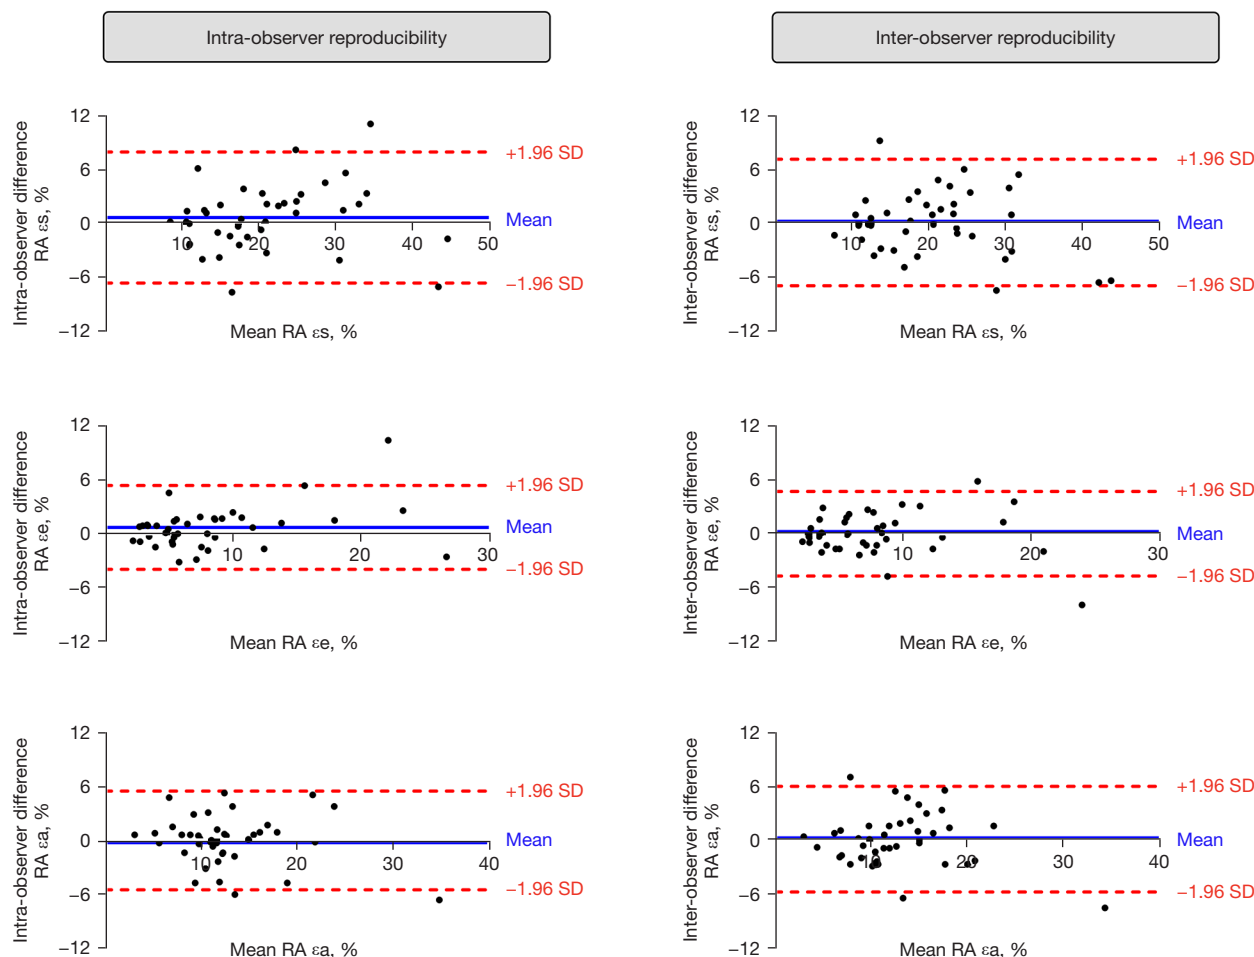 Intra-observer reproducibility
Inter-observer reproducibility
Intra-observer difference
RA εs, %
12
6
0
−6
−12
10
20
30
40
50
+1.96 SD
Mean
−1.96 SD
Mean RA εs, %
Inter-observer difference
RA εs, %
12
6
0
−6
−12
10
20
30
40
50
+1.96 SD
Mean
−1.96 SD
Mean RA εs, %
Intra-observer difference
RA εe, %
12
6
0
−6
−12
10
20
30
+1.96 SD
Mean
−1.96 SD
Mean RA εe, %
Inter-observer difference
RA εe, %
12
6
0
−6
−12
10
20
30
+1.96 SD
Mean
−1.96 SD
Mean RA εe, %
Intra-observer difference
RA εa, %
12
6
0
−6
−12
10
20
30
40
+1.96 SD
Mean
−1.96 SD
Mean RA εa, %
Inter-observer difference
RA εa, %
12
6
0
−6
−12
10
20
30
40
+1.96 SD
Mean
−1.96 SD
Mean RA εa, %